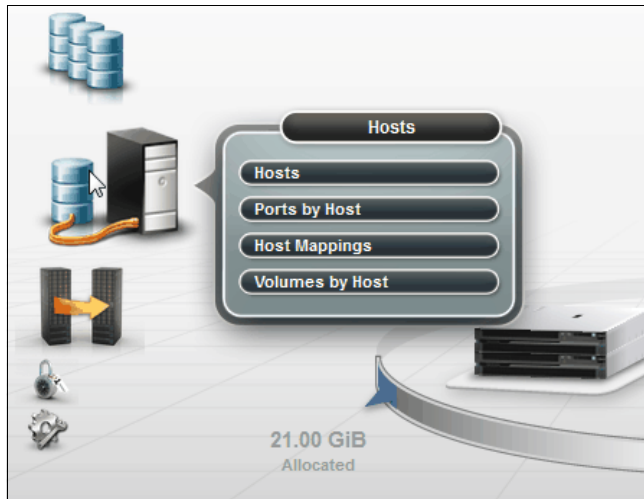 Hosts
Hosts
Ports by Host
Host Mappings
Volumes by Host
21.00 GiB
Allocated